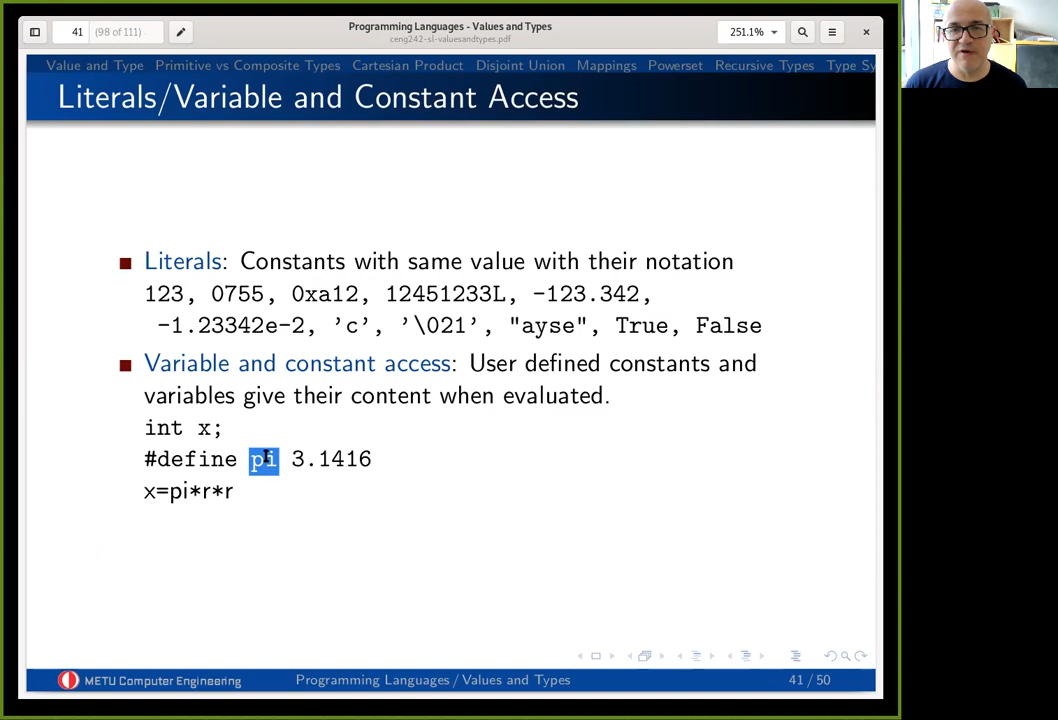 41
(98 of 111)
Programming Languages - Values and Types
ceng242-sl-valuesandtypes.pdf
251.1%
Value and Type Primitive vs Composite Types Cartesian Product Disjoint Union Mappings Powerset Recursive Types Type Sy
Literals/Variable and Constant Access
Literals: Constants with same value with their notation
123, 0755, 0xa12, 12451233L, -123.342,
-1.23342e-2, 'c', '\021', "ayse", True, False
Variable and constant access: User defined constants and
variables give their content when evaluated.
int x;
#define pi 3.1416
x=pi*r*r
METU Computer Engineering
Programming Languages / Values and Types
41 / 50